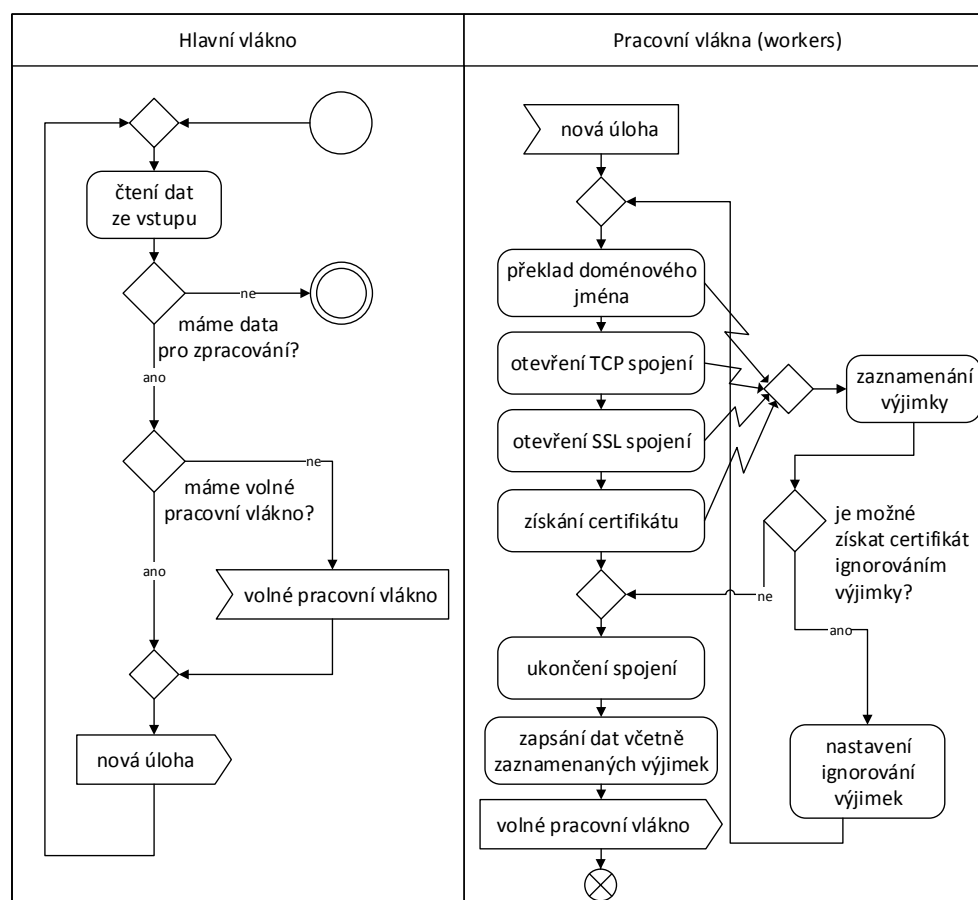 Hlavní vlákno
čtení dat
ze vstupu
ne
máme data
pro zpracování?
ano
ne
máme volné
pracovní vlákno?
ano
volné pracovní vlákno
nová úloha
Pracovní vlákna (workers)
nová úloha
překlad doménového
jména
otevření TCP spojení
zaznamenání
výjimky
otevření SSL spojení
získání certifikátu
je možné
získat certifikát
ignorováním
výjimky?
ne
ano
ukončení spojení
zapsání dat včetně
zaznamenaných výjimek
nastavení
ignorování
výjimek
volné pracovní vlákno